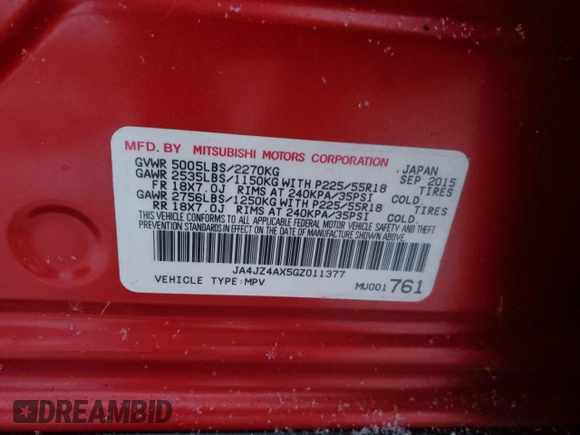 MFD. BY MITSUBISHI MOTORS CORPORATION
GVWR 5005LBS/2270KG JAPAN SEP 2015
GAWR 2535LBS/1150KG WITH P225/55R18 TIRES
FR 18X7.0J RIMS AT 240KPA/35PSI COLD.
GAWR 2756LBS/1250KG WITH P225/55R18 TIRES
RR 18X7.0J RIMS AT 240KPA/35PSI COLD.
THIS VEHICLE CONFORMS TO ALL APPLICABLE FEDERAL MOTOR VEHICLE SAFETY AND THEFT
PREVENTION STANDARDS IN EFFECT ON THE DATE OF MANUFACTURE SHOWN ABOVE.
JA4JZ4AX5GZ011377
VEHICLE TYPE:MPV MU001 761
DREAMBID